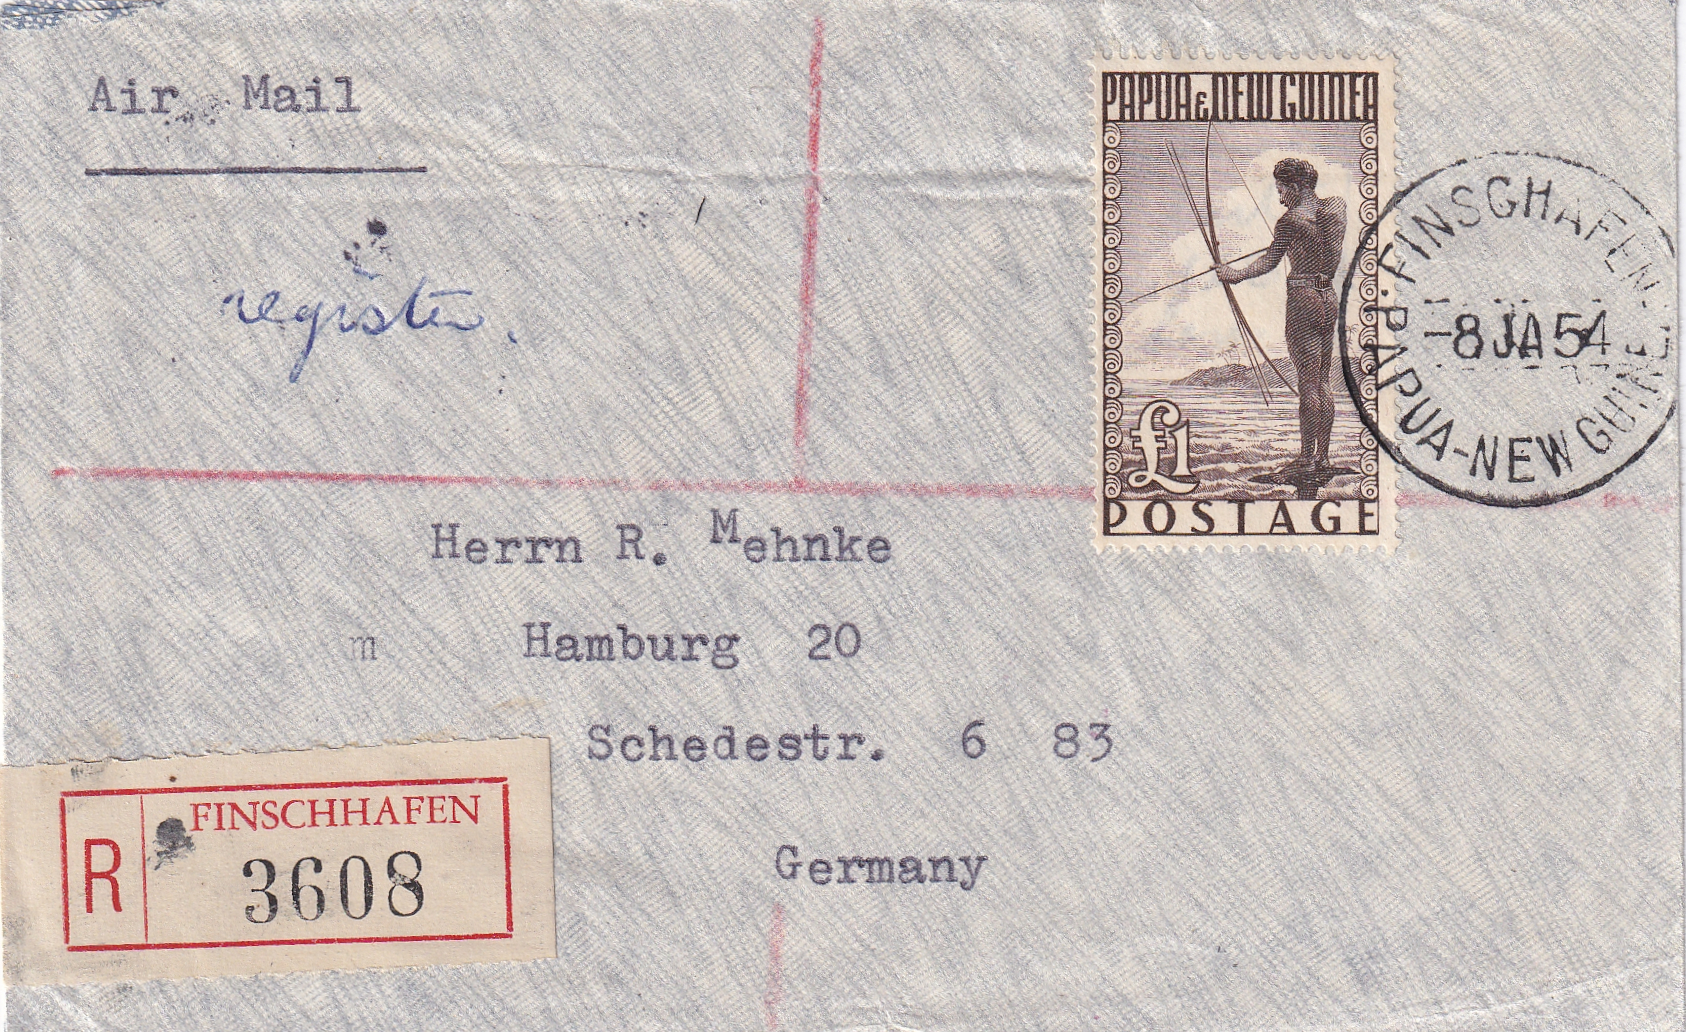 Air Mail
register.
PAPUA & NEW GUINEA
£1
POSTAGE
FINSCHAFEN.
-8 JA 54
PAPUA-NEW GUINEA
Herrn R. Mehnke
m Hamburg 20
Schedestr. 6 83
Germany
R
FINSCHHAFEN
3608